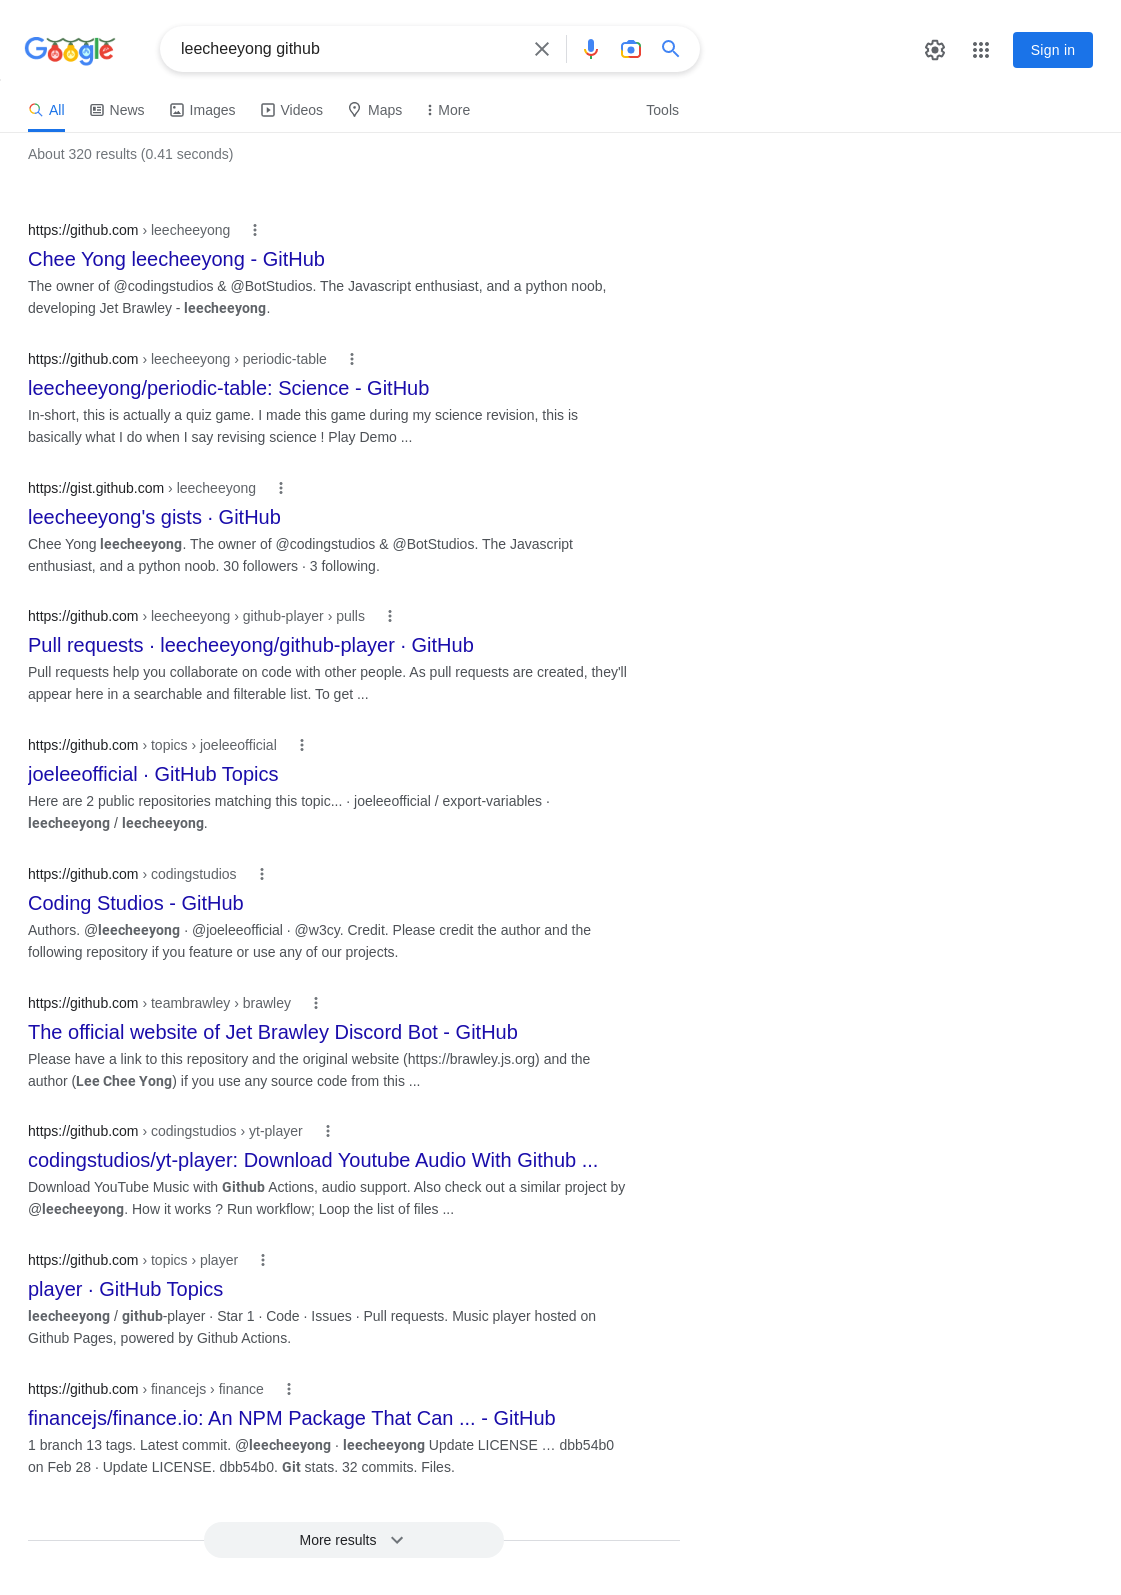 Google
leecheeyong github
Sign in
All
News
Images
Videos
Maps
More
Tools
About 320 results (0.41 seconds)
https://github.com › leecheeyong
Chee Yong leecheeyong - GitHub
The owner of @codingstudios & @BotStudios. The Javascript enthusiast, and a python noob,
developing Jet Brawley - leecheeyong.
https://github.com › leecheeyong › periodic-table
leecheeyong/periodic-table: Science - GitHub
In-short, this is actually a quiz game. I made this game during my science revision, this is
basically what I do when I say revising science ! Play Demo ...
https://gist.github.com › leecheeyong
leecheeyong's gists · GitHub
Chee Yong leecheeyong. The owner of @codingstudios & @BotStudios. The Javascript
enthusiast, and a python noob. 30 followers · 3 following.
https://github.com › leecheeyong › github-player › pulls
Pull requests · leecheeyong/github-player · GitHub
Pull requests help you collaborate on code with other people. As pull requests are created, they'll
appear here in a searchable and filterable list. To get ...
https://github.com › topics › joeleeofficial
joeleeofficial · GitHub Topics
Here are 2 public repositories matching this topic... · joeleeofficial / export-variables ·
leecheeyong / leecheeyong.
https://github.com › codingstudios
Coding Studios - GitHub
Authors. @leecheeyong · @joeleeofficial · @w3cy. Credit. Please credit the author and the
following repository if you feature or use any of our projects.
https://github.com › teambrawley › brawley
The official website of Jet Brawley Discord Bot - GitHub
Please have a link to this repository and the original website (https://brawley.js.org) and the
author (Lee Chee Yong) if you use any source code from this ...
https://github.com › codingstudios › yt-player
codingstudios/yt-player: Download Youtube Audio With Github ...
Download YouTube Music with Github Actions, audio support. Also check out a similar project by
@leecheeyong. How it works ? Run workflow; Loop the list of files ...
https://github.com › topics › player
player · GitHub Topics
leecheeyong / github-player · Star 1 · Code · Issues · Pull requests. Music player hosted on
Github Pages, powered by Github Actions.
https://github.com › financejs › finance
financejs/finance.io: An NPM Package That Can ... - GitHub
1 branch 13 tags. Latest commit. @leecheeyong · leecheeyong Update LICENSE … dbb54b0
on Feb 28 · Update LICENSE. dbb54b0. Git stats. 32 commits. Files.
More results